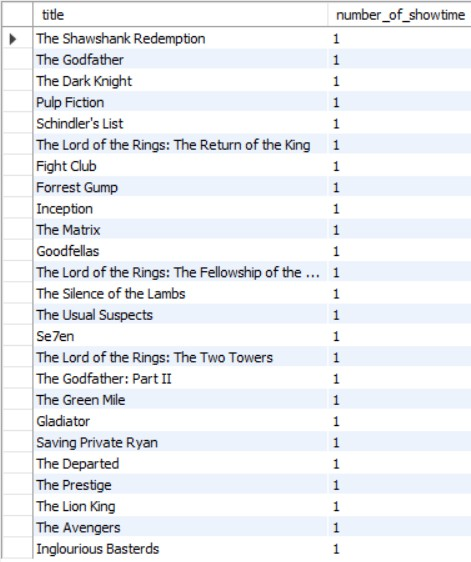 title number_of_showtime
The Shawshank Redemption 1
The Godfather 1
The Dark Knight 1
Pulp Fiction 1
Schindler's List 1
The Lord of the Rings: The Return of the King 1
Fight Club 1
Forrest Gump 1
Inception 1
The Matrix 1
Goodfellas 1
The Lord of the Rings: The Fellowship of the ... 1
The Silence of the Lambs 1
The Usual Suspects 1
Se7en 1
The Lord of the Rings: The Two Towers 1
The Godfather: Part II 1
The Green Mile 1
Gladiator 1
Saving Private Ryan 1
The Departed 1
The Prestige 1
The Lion King 1
The Avengers 1
Inglourious Basterds 1